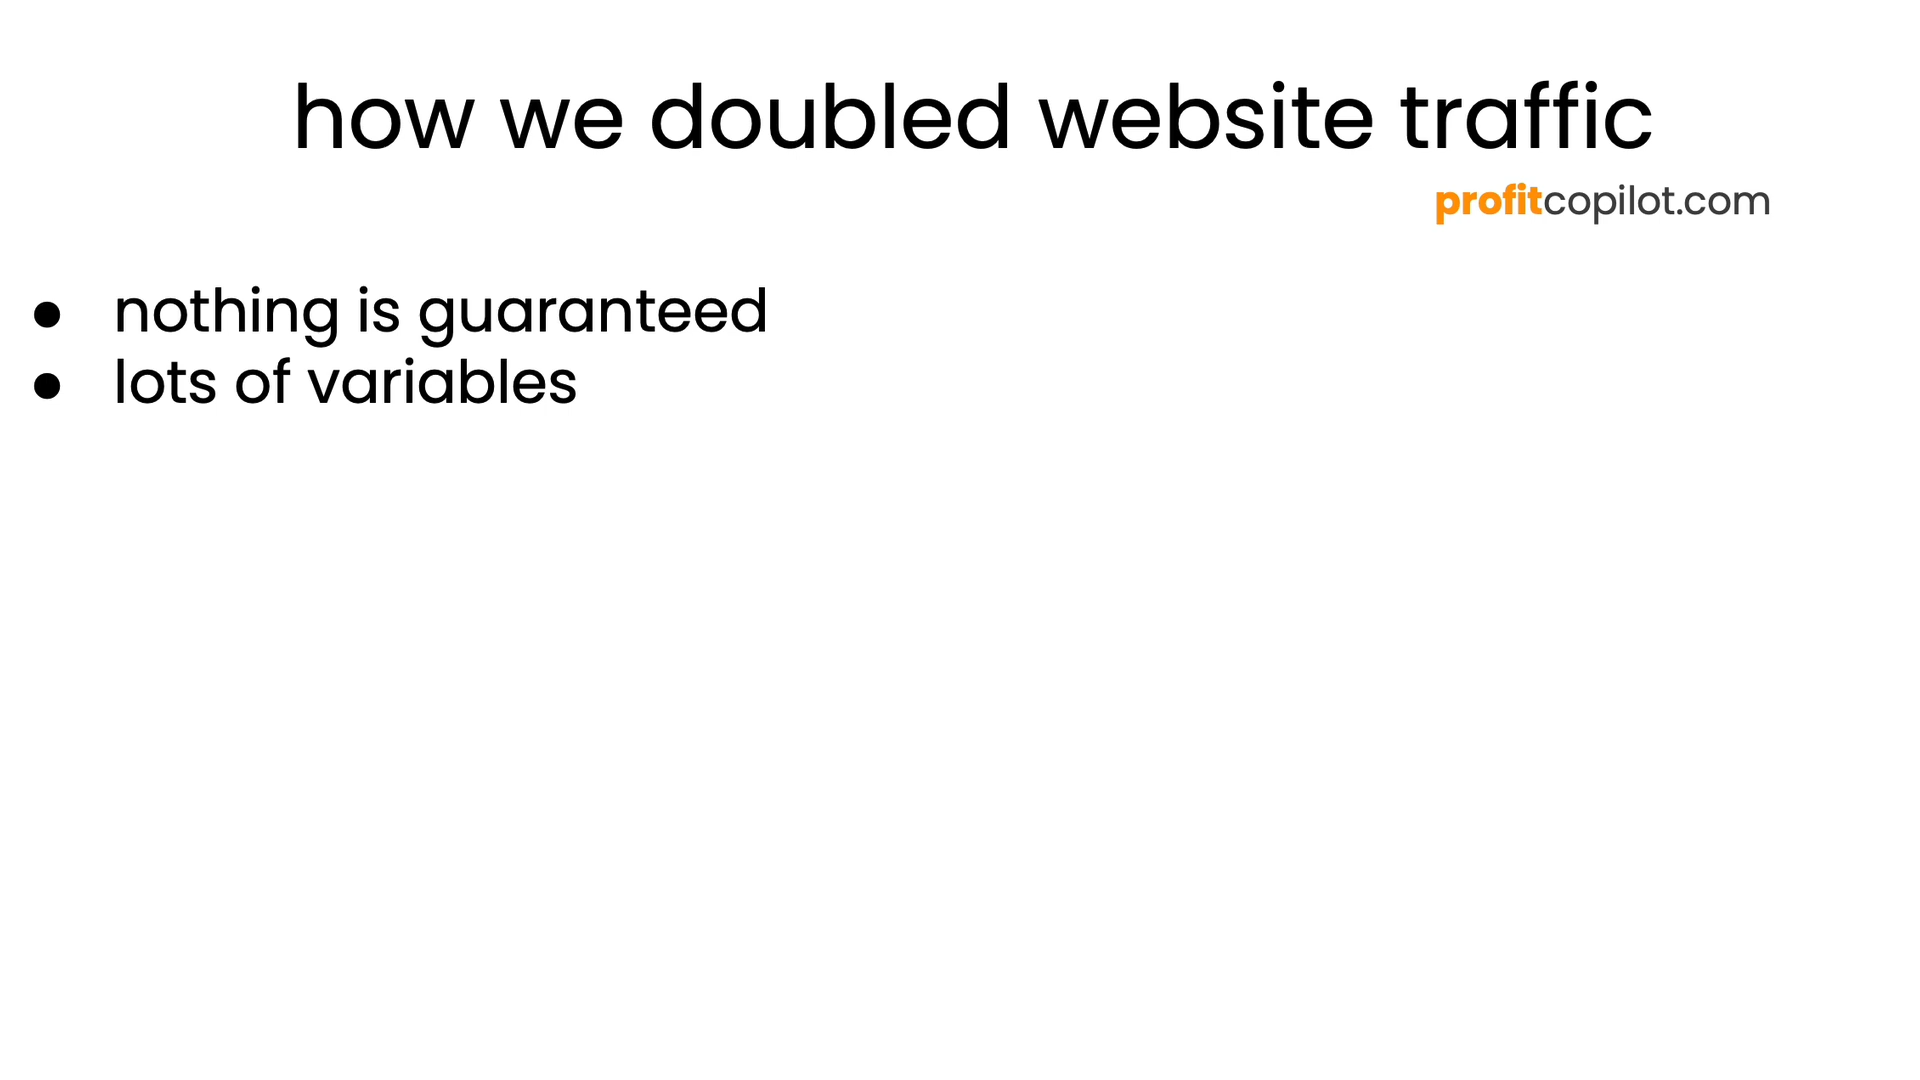 how we doubled website traffic
profitcopilot.com
● nothing is guaranteed
● lots of variables